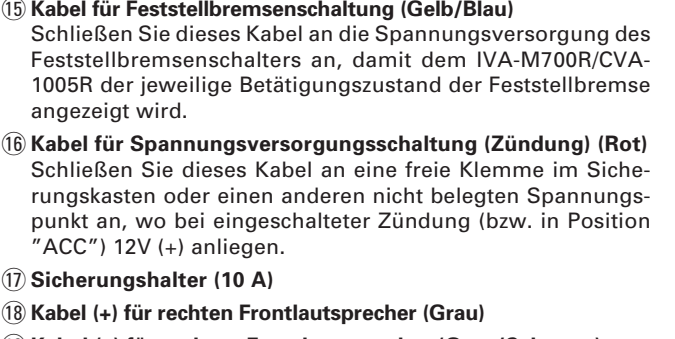 ⑮ Kabel für Feststellbremsenschaltung (Gelb/Blau)
Schließen Sie dieses Kabel an die Spannungsversorgung des
Feststellbremsenschalters an, damit dem IVA-M700R/CVA-
1005R der jeweilige Betätigungszustand der Feststellbremse
angezeigt wird.
⑯ Kabel für Spannungsversorgungsschaltung (Zündung) (Rot)
Schließen Sie dieses Kabel an eine freie Klemme im Siche-
rungskasten oder einen anderen nicht belegten Spannungs-
punkt an, wo bei eingeschalteter Zündung (bzw. in Position
"ACC") 12V (+) anliegen.
⑰ Sicherungshalter (10 A)
⑱ Kabel (+) für rechten Frontlautsprecher (Grau)